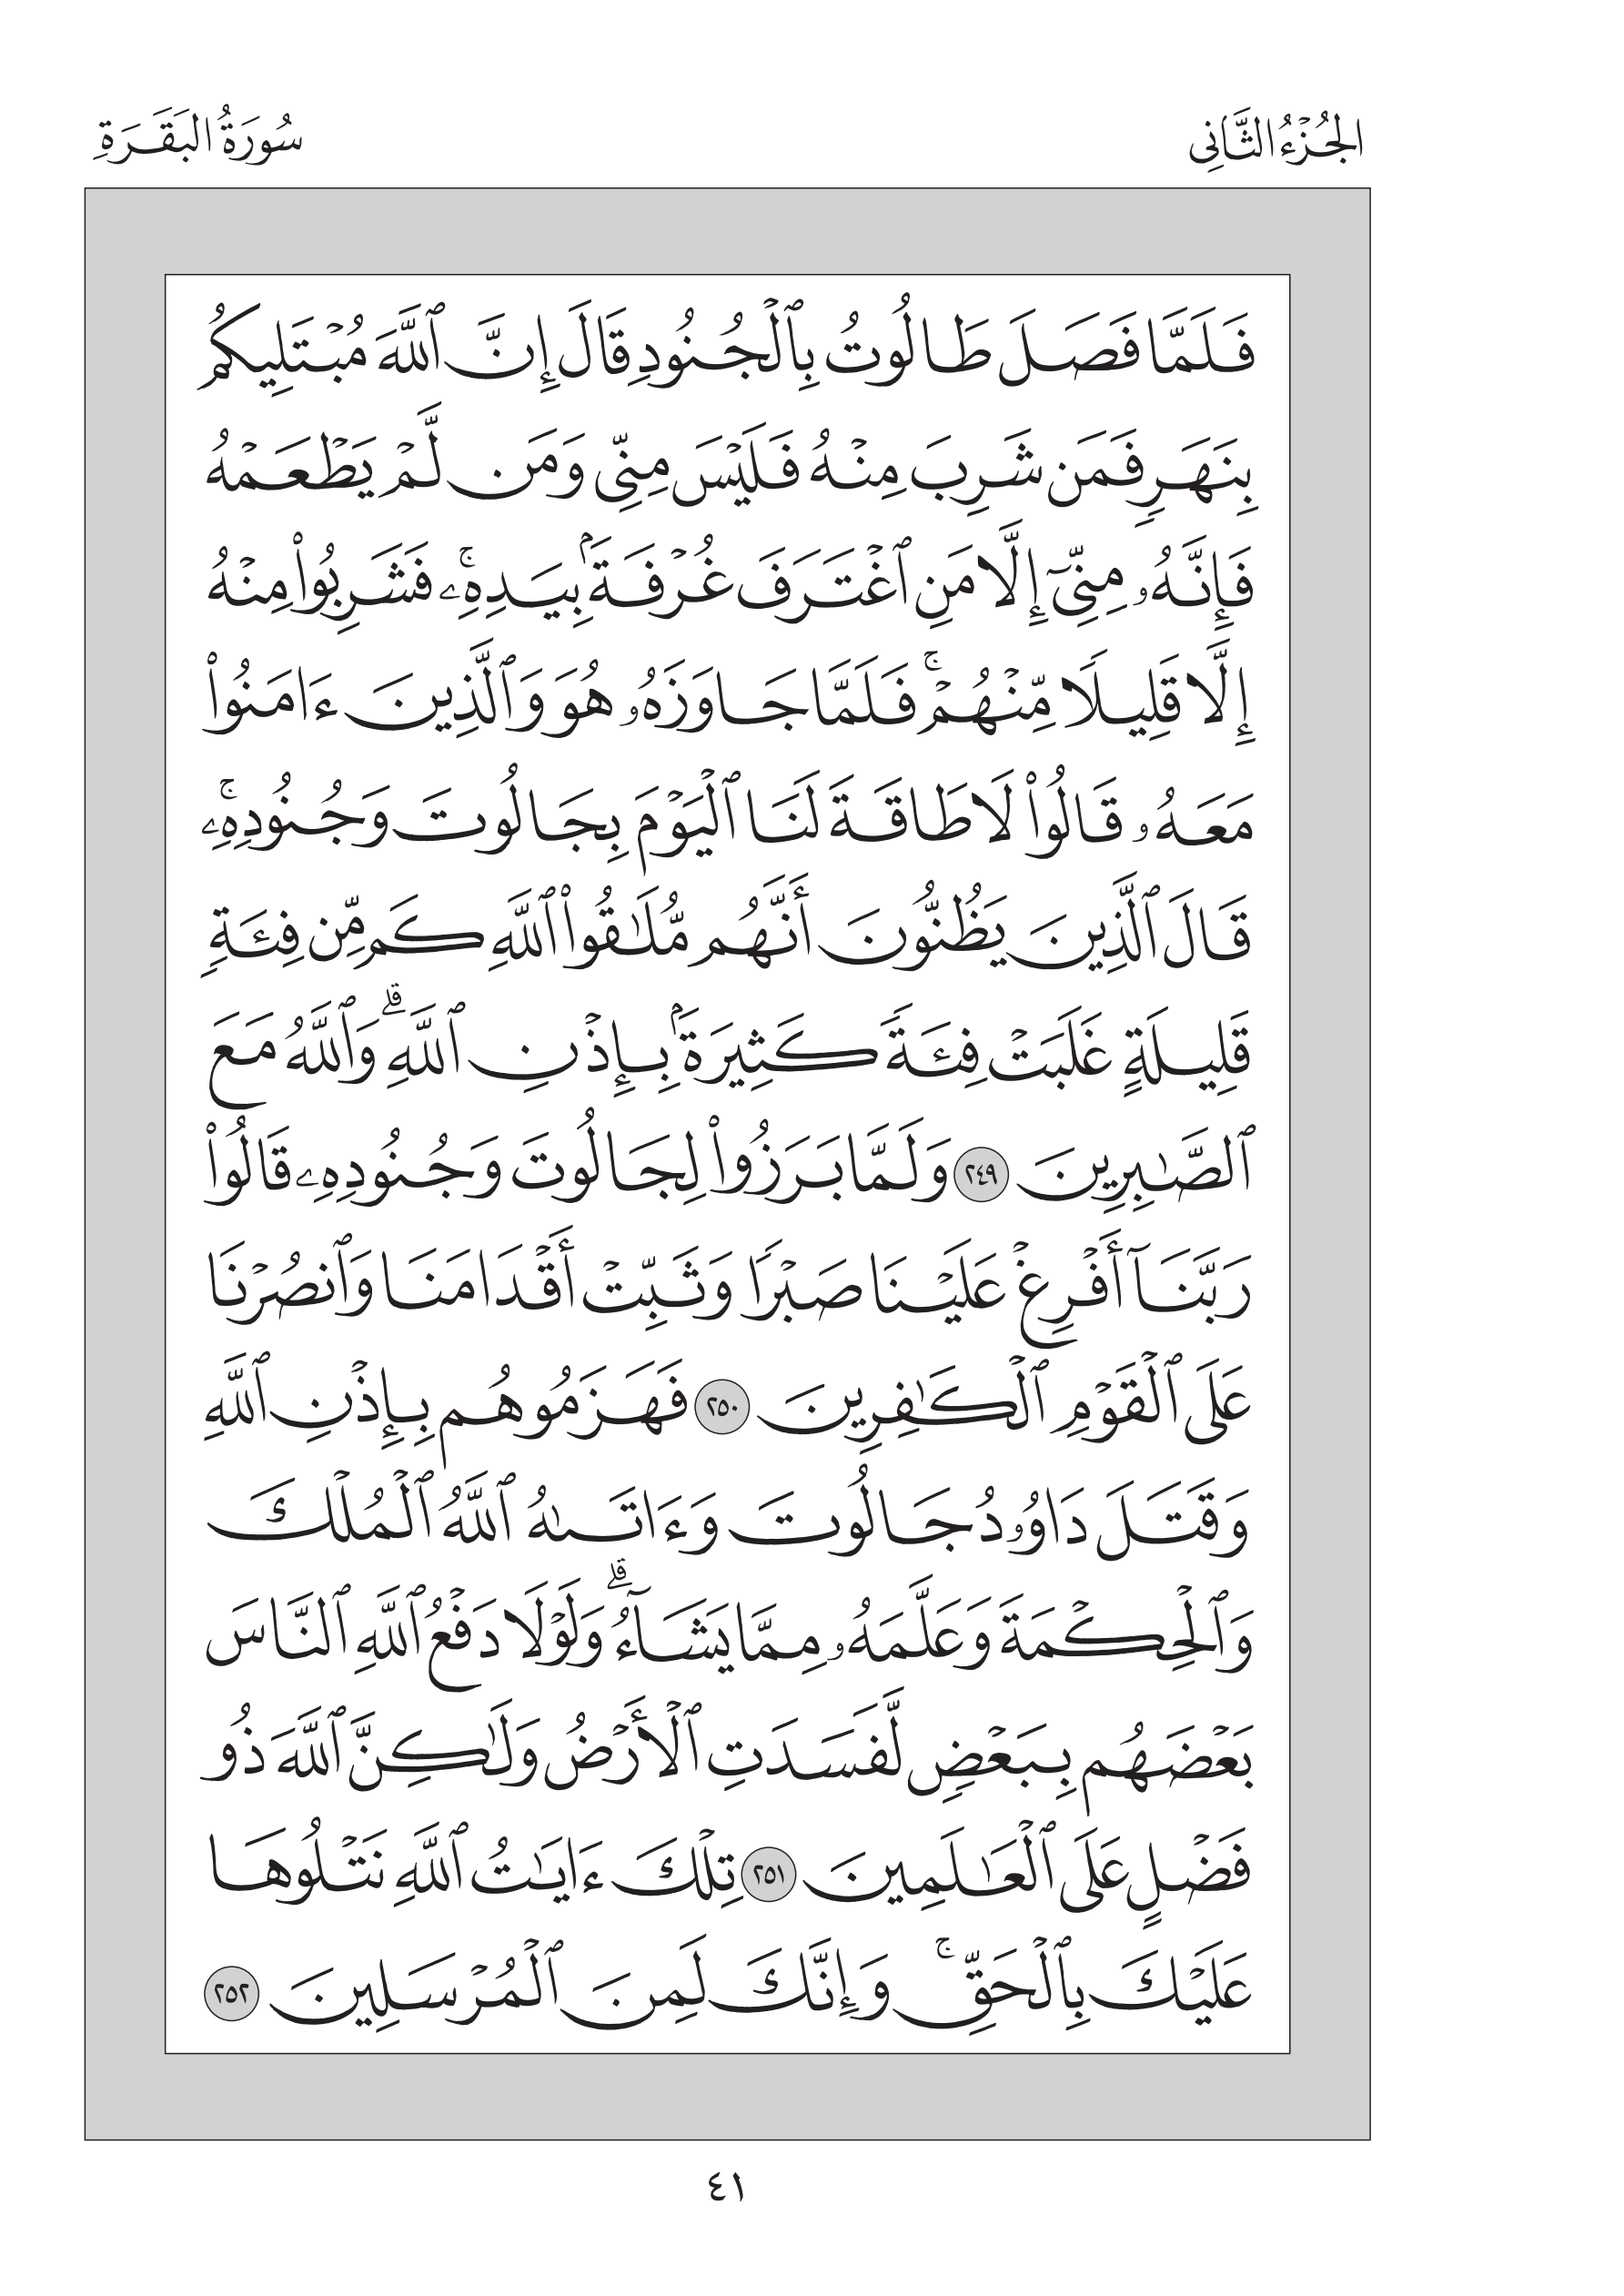 الجُزْءُ الثَّانِى
سُورَةُ البَقَرَةِ
فَلَمَّا فَصَلَ طَالُوتُ بِٱلْجُنُودِ قَالَ إِنَّ ٱللَّهَ مُبْتَلِيكُم
بِنَهَرٍ فَمَن شَرِبَ مِنْهُ فَلَيْسَ مِنِّى وَمَن لَّمْ يَطْعَمْهُ
فَإِنَّهُۥ مِنِّىٓ إِلَّا مَنِ ٱغْتَرَفَ غُرْفَةًۢ بِيَدِهِۦ ۚ فَشَرِبُوا۟ مِنْهُ
إِلَّا قَلِيلًا مِّنْهُمْ ۚ فَلَمَّا جَاوَزَهُۥ هُوَ وَٱلَّذِينَ ءَامَنُوا۟
مَعَهُۥ قَالُوا۟ لَا طَاقَةَ لَنَا ٱلْيَوْمَ بِجَالُوتَ وَجُنُودِهِۦ ۚ
قَالَ ٱلَّذِينَ يَظُنُّونَ أَنَّهُم مُّلَـٰقُوا۟ ٱللَّهِ كَم مِّن فِئَةٍ
قَلِيلَةٍ غَلَبَتْ فِئَةً كَثِيرَةًۢ بِإِذْنِ ٱللَّهِ ۗ وَٱللَّهُ مَعَ
ٱلصَّـٰبِرِينَ ٢٤٩ وَلَمَّا بَرَزُوا۟ لِجَالُوتَ وَجُنُودِهِۦ قَالُوا۟
رَبَّنَآ أَفْرِغْ عَلَيْنَا صَبْرًا وَثَبِّتْ أَقْدَامَنَا وَٱنصُرْنَا
عَلَى ٱلْقَوْمِ ٱلْكَـٰفِرِينَ ٢٥٠ فَهَزَمُوهُم بِإِذْنِ ٱللَّهِ
وَقَتَلَ دَاوُۥدُ جَالُوتَ وَءَاتَىٰهُ ٱللَّهُ ٱلْمُلْكَ
وَٱلْحِكْمَةَ وَعَلَّمَهُۥ مِمَّا يَشَآءُ ۗ وَلَوْلَا دَفْعُ ٱللَّهِ ٱلنَّاسَ
بَعْضَهُم بِبَعْضٍ لَّفَسَدَتِ ٱلْأَرْضُ وَلَـٰكِنَّ ٱللَّهَ ذُو
فَضْلٍ عَلَى ٱلْعَـٰلَمِينَ ٢٥١ تِلْكَ ءَايَـٰتُ ٱللَّهِ نَتْلُوهَا
عَلَيْكَ بِٱلْحَقِّ ۚ وَإِنَّكَ لَمِنَ ٱلْمُرْسَلِينَ ٢٥٢
٤١